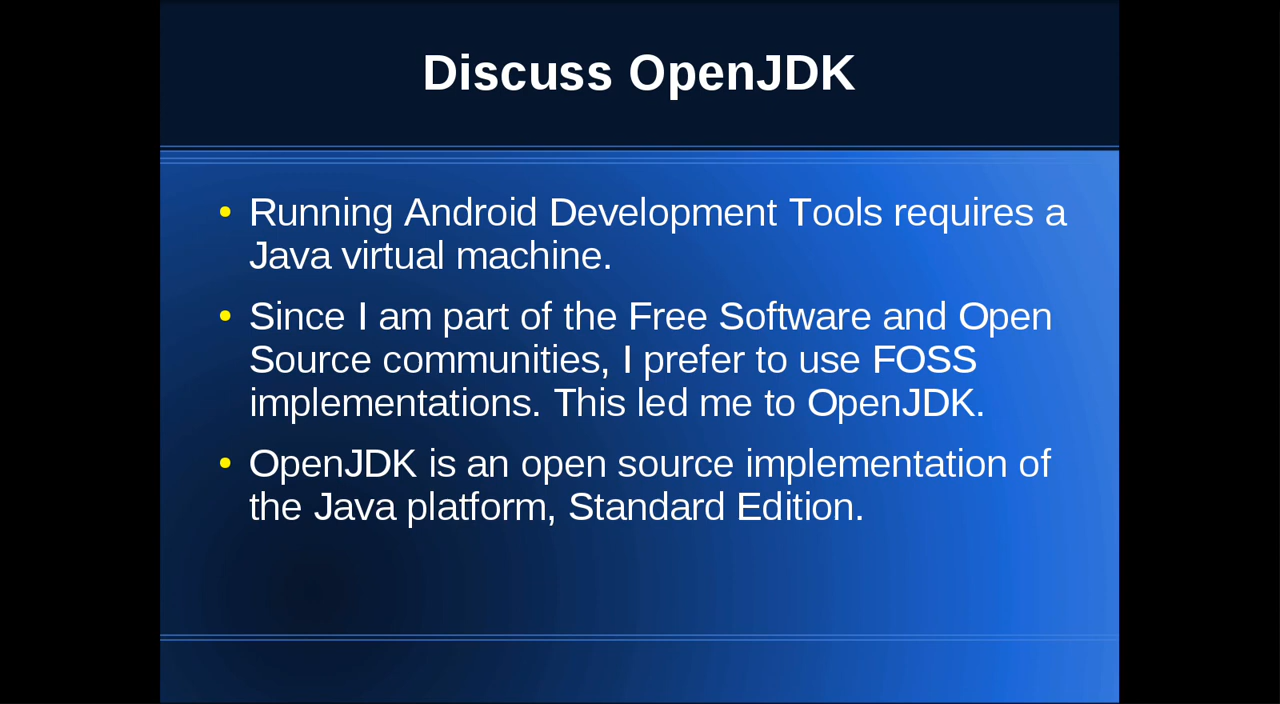 Discuss OpenJDK
• Running Android Development Tools requires a
Java virtual machine.
• Since I am part of the Free Software and Open
Source communities, I prefer to use FOSS
implementations. This led me to OpenJDK.
• OpenJDK is an open source implementation of
the Java platform, Standard Edition.